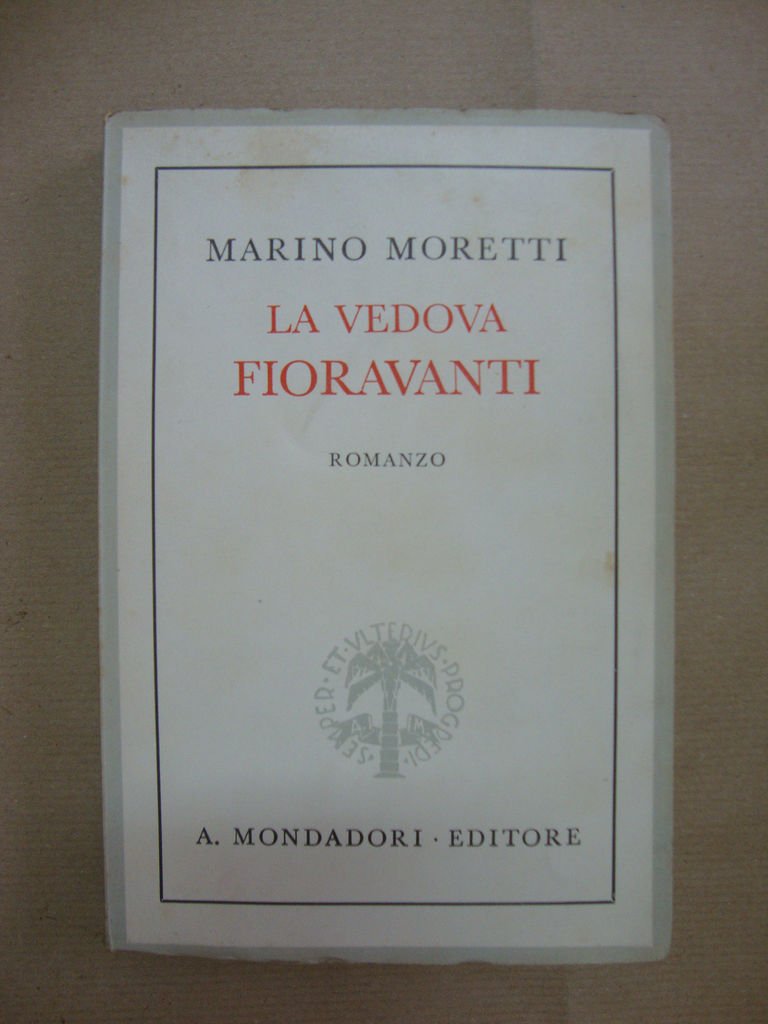 MARINO MORETTI
LA VEDOVA
FIORAVANTI
ROMANZO
SEMPER · ET · VLTERIVS · PROGREDI ·
A. M
A. MONDADORI · EDITORE